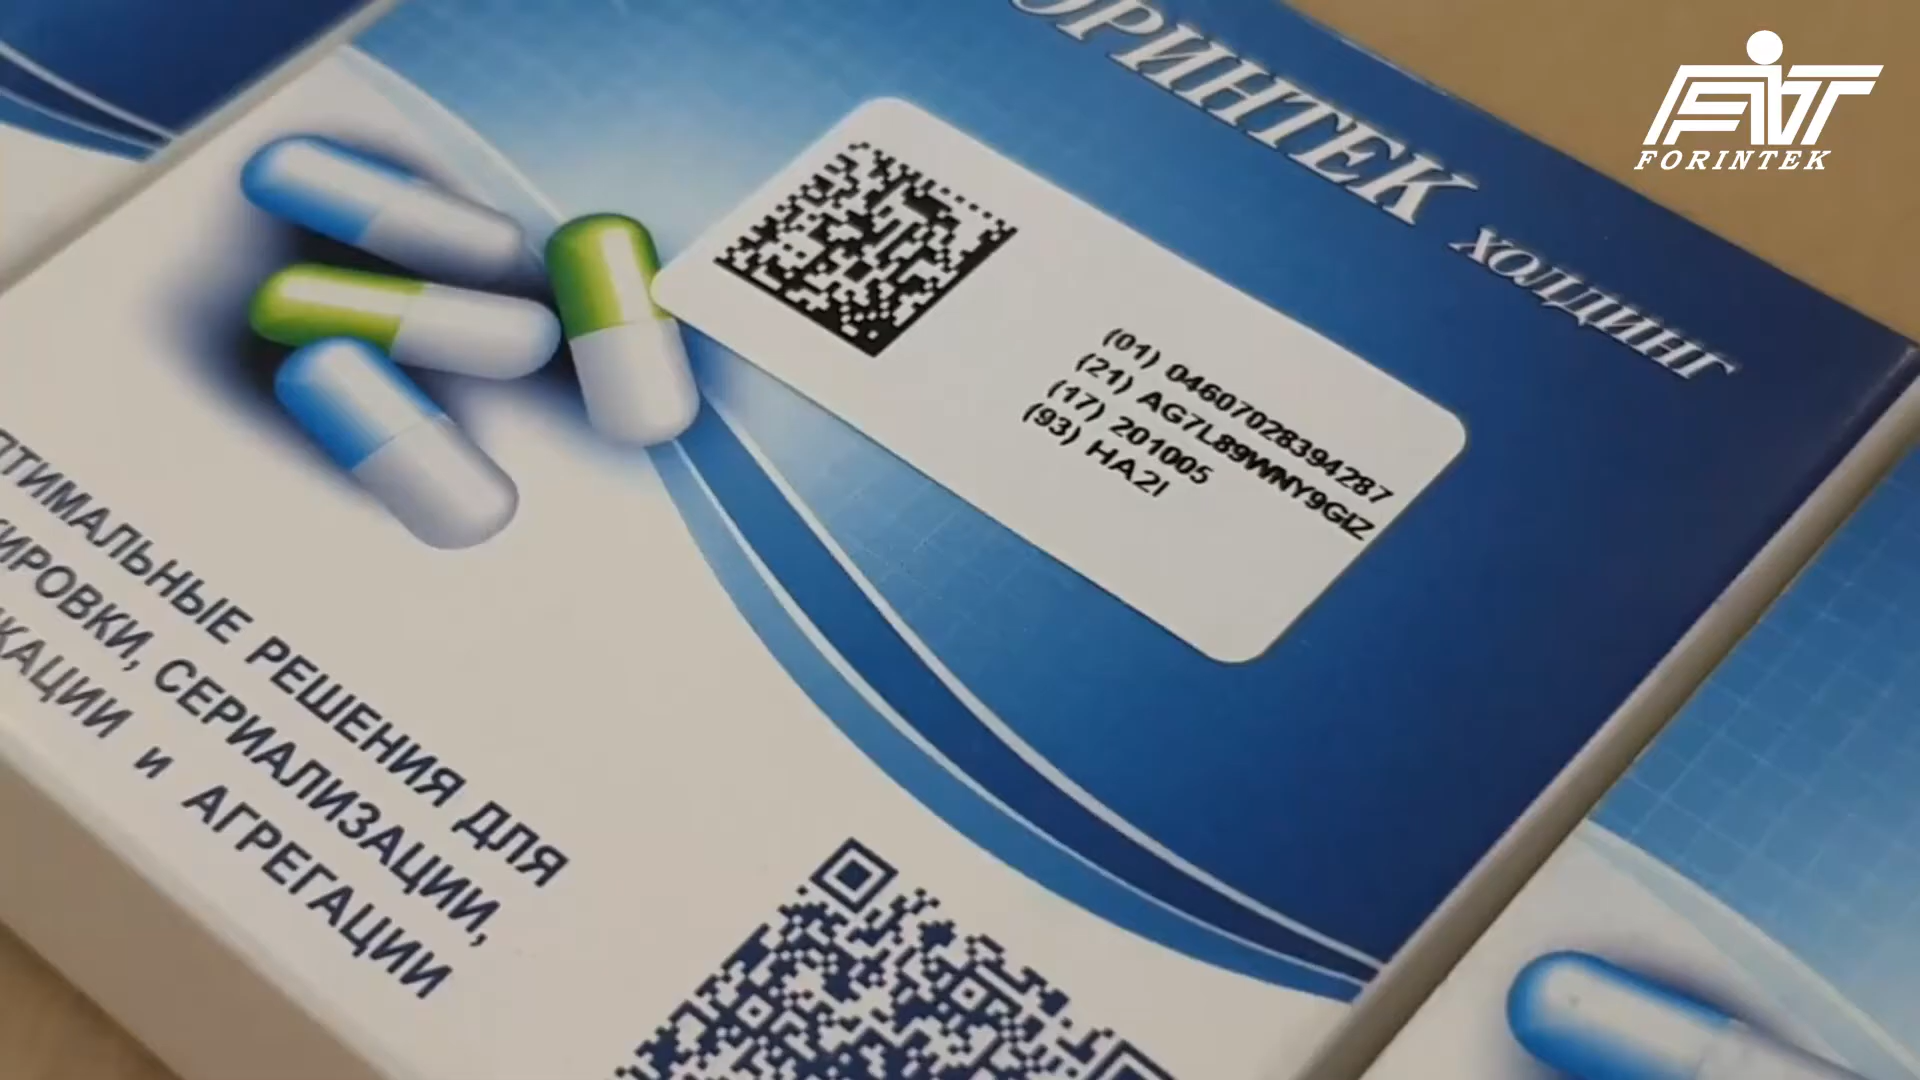 FORINTEK
ОРИНТЕК ХОЛДИНГ
(01) 04607028394287
(21) AG7L89WNY9GIZ
(17) 201005
(93) HA2I
ПТИМАЛЬНЫЕ РЕШЕНИЯ ДЛЯ
ИРОВКИ, СЕРИАЛИЗАЦИИ,
КАЦИИ и АГРЕГАЦИИ